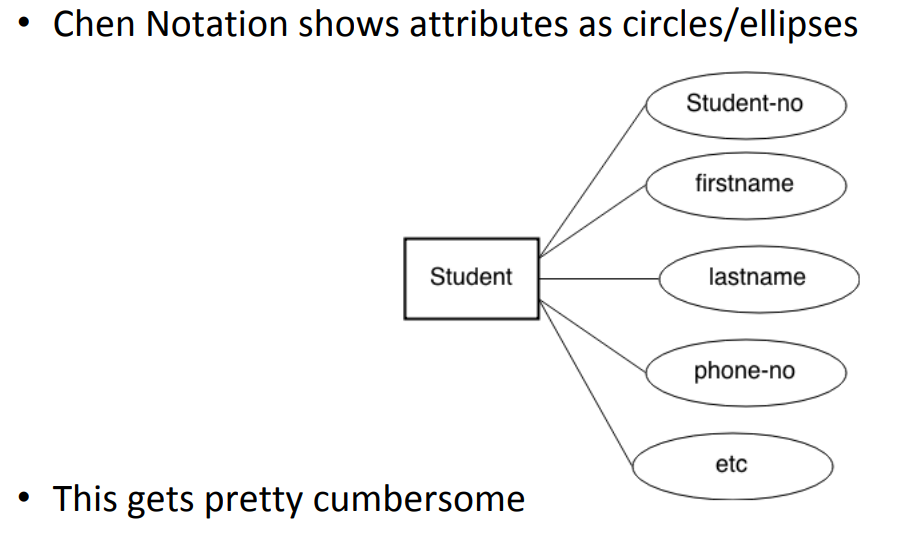 • Chen Notation shows attributes as circles/ellipses
Student-no
firstname
Student
lastname
phone-no
etc
• This gets pretty cumbersome